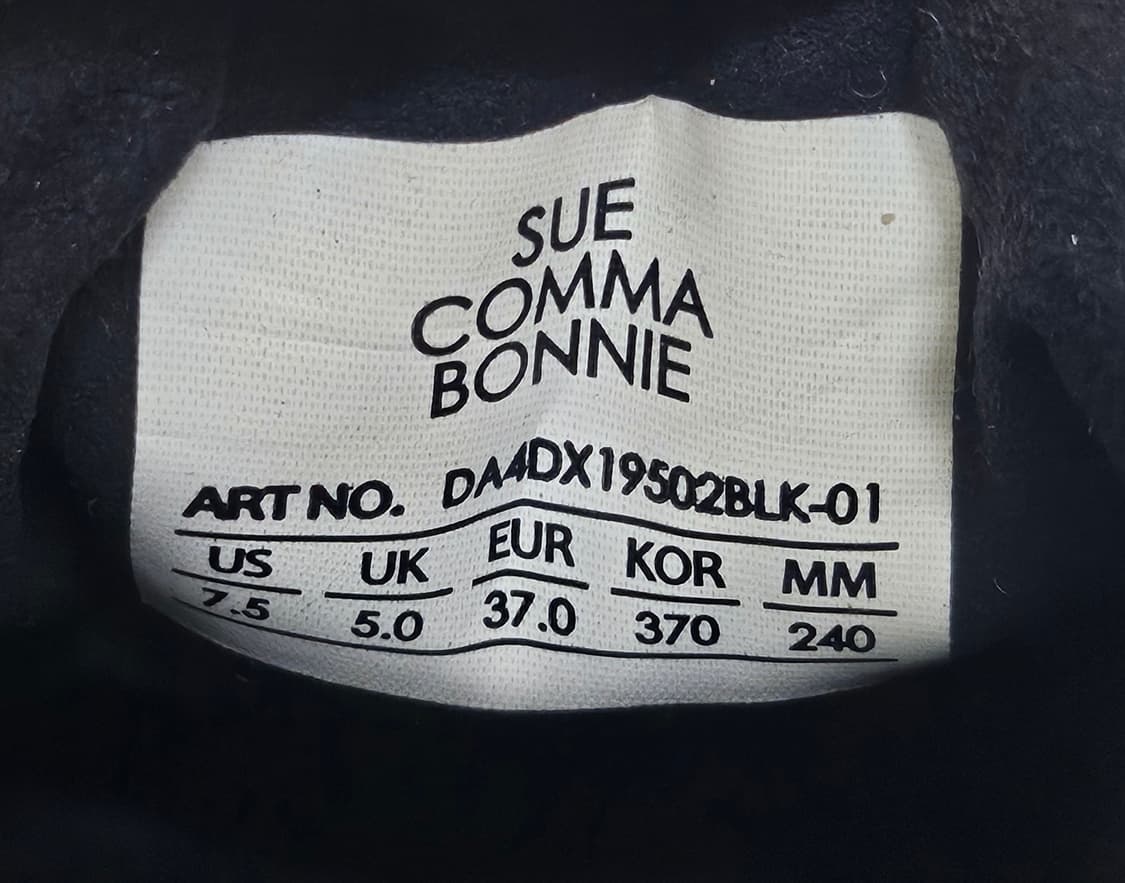 SUE
COMMA
BONNIE
ART NO. DA4DX19502BLK-01
US UK EUR KOR MM
7.5 5.0 37.0 370 240